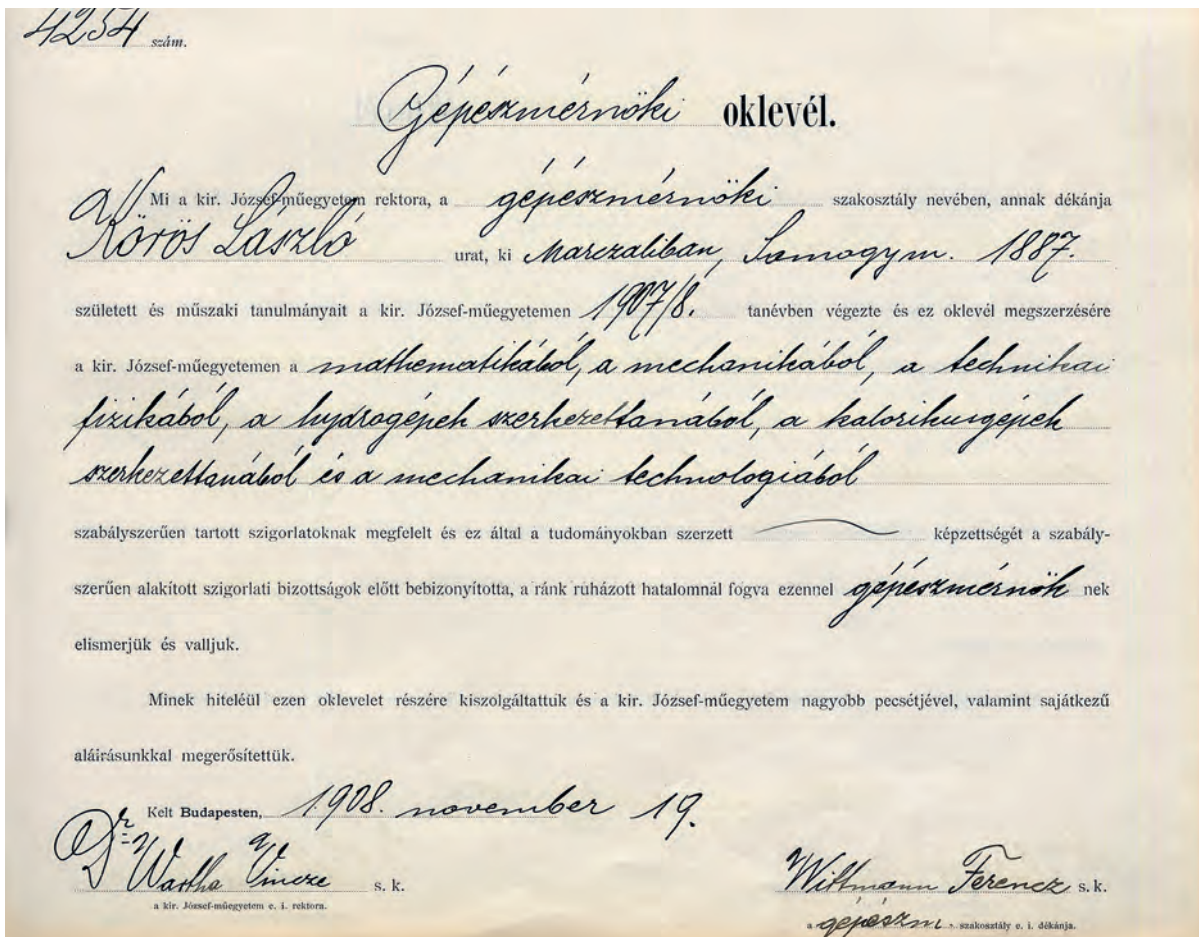 4254 szám.
Gépészmérnöki oklevél.
Mi a kir. József-műegyetem rektora, a gépészmérnöki szakosztály nevében, annak dékánja
Körös László urat, ki Marczaliban, Somogym. 1887.
született és műszaki tanulmányait a kir. József-műegyetemen 1907/8. tanévben végezte és ez oklevél megszerzésére
a kir. József-műegyetemen a mathematikából, a mechanikából, a technikai
fizikából, a hydrogépek szerkezettanából, a kalorikusgépek
szerkezettanából és a mechanikai technologiából
szabályszerűen tartott szigorlatoknak megfelelt és ez által a tudományokban szerzett képzettségét a szabály-
szerűen alakított szigorlati bizottságok előtt bebizonyította, a ránk ruházott hatalomnál fogva ezennel gépészmérnök nek
elismerjük és valljuk.
Minek hiteléül ezen oklevelet részére kiszolgáltattuk és a kir. József-műegyetem nagyobb pecsétjével, valamint sajátkezű
aláirásunkkal megerősítettük.
Kelt Budapesten, 1908. november 19.
Dr Wartha Vincze s. k.
a kir. József-műegyetem e. i. rektora.
Wittmann Ferencz s. k.
a gépészm. szakosztály e. i. dékánja.